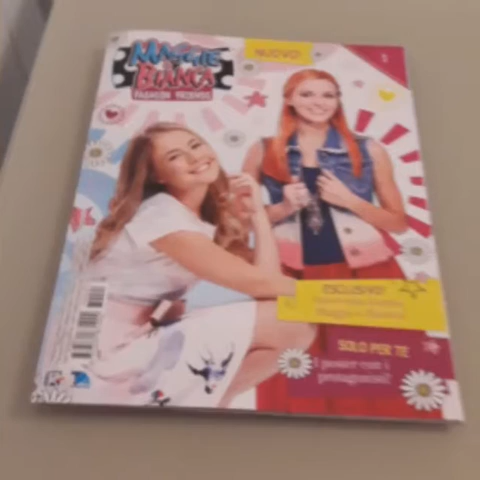 MAGGIE
&
BIANCA
FASHION FRIENDS
NUOVO!
1
ESCLUSIVO!
SOLO PER TE
I poster con i
protagonisti!